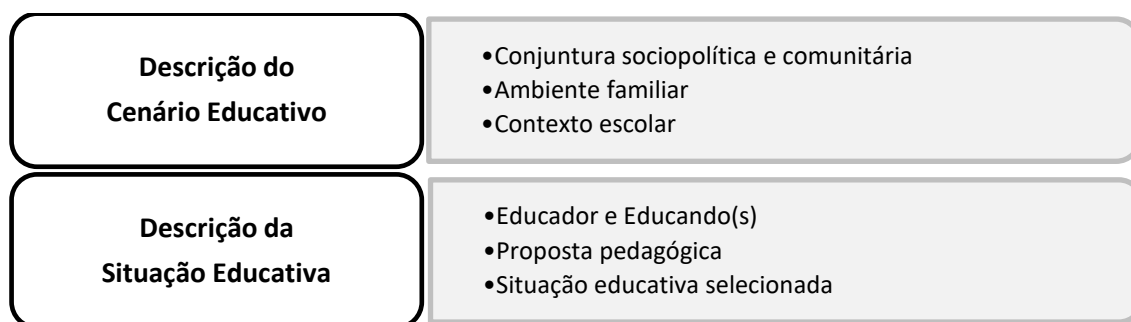 Descrição do
Cenário Educativo
•Conjuntura sociopolítica e comunitária
•Ambiente familiar
•Contexto escolar
Descrição da
Situação Educativa
•Educador e Educando(s)
•Proposta pedagógica
•Situação educativa selecionada